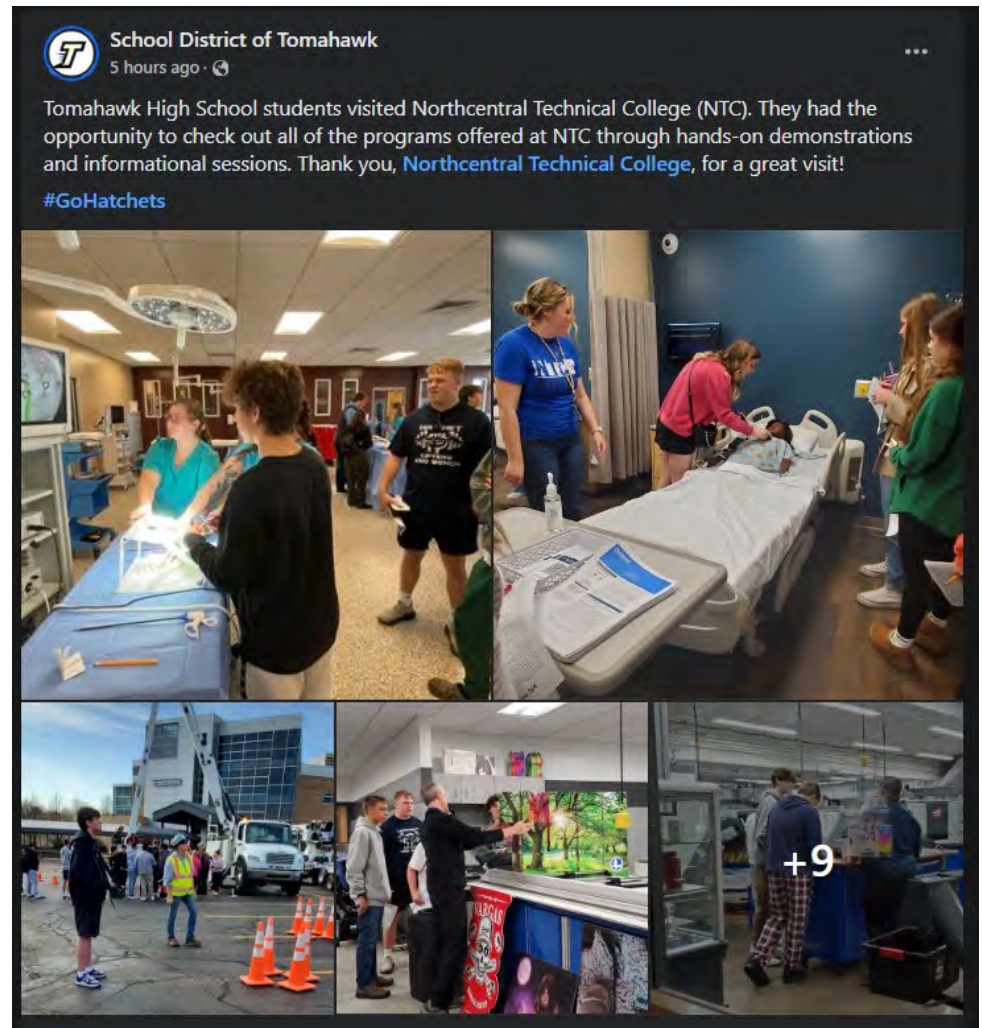 School District of Tomahawk
5 hours ago ·
Tomahawk High School students visited Northcentral Technical College (NTC). They had the
opportunity to check out all of the programs offered at NTC through hands-on demonstrations
and informational sessions. Thank you, Northcentral Technical College, for a great visit!
#GoHatchets
NTC
VARGAS
+9